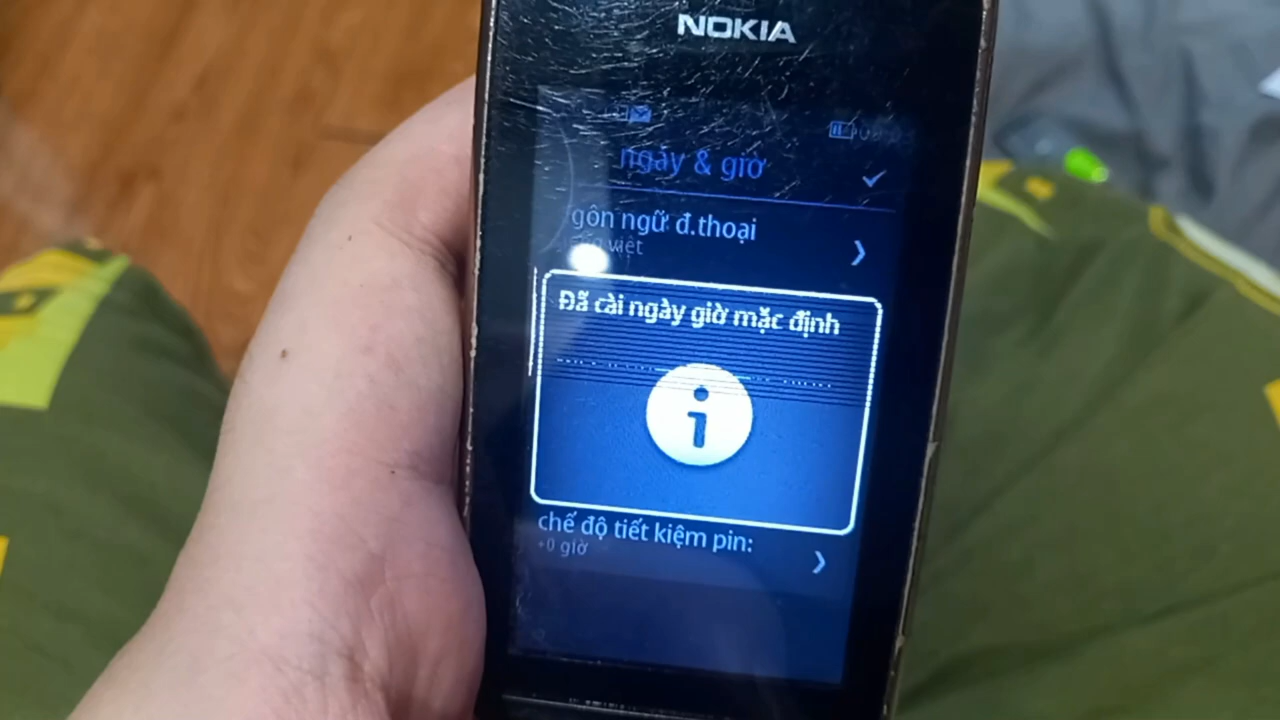 NOKIA
ngày & giờ
gôn ngữ đ.thoại
việt
Đã cài ngày giờ mặc định
chế độ tiết kiệm pin:
+0 giờ